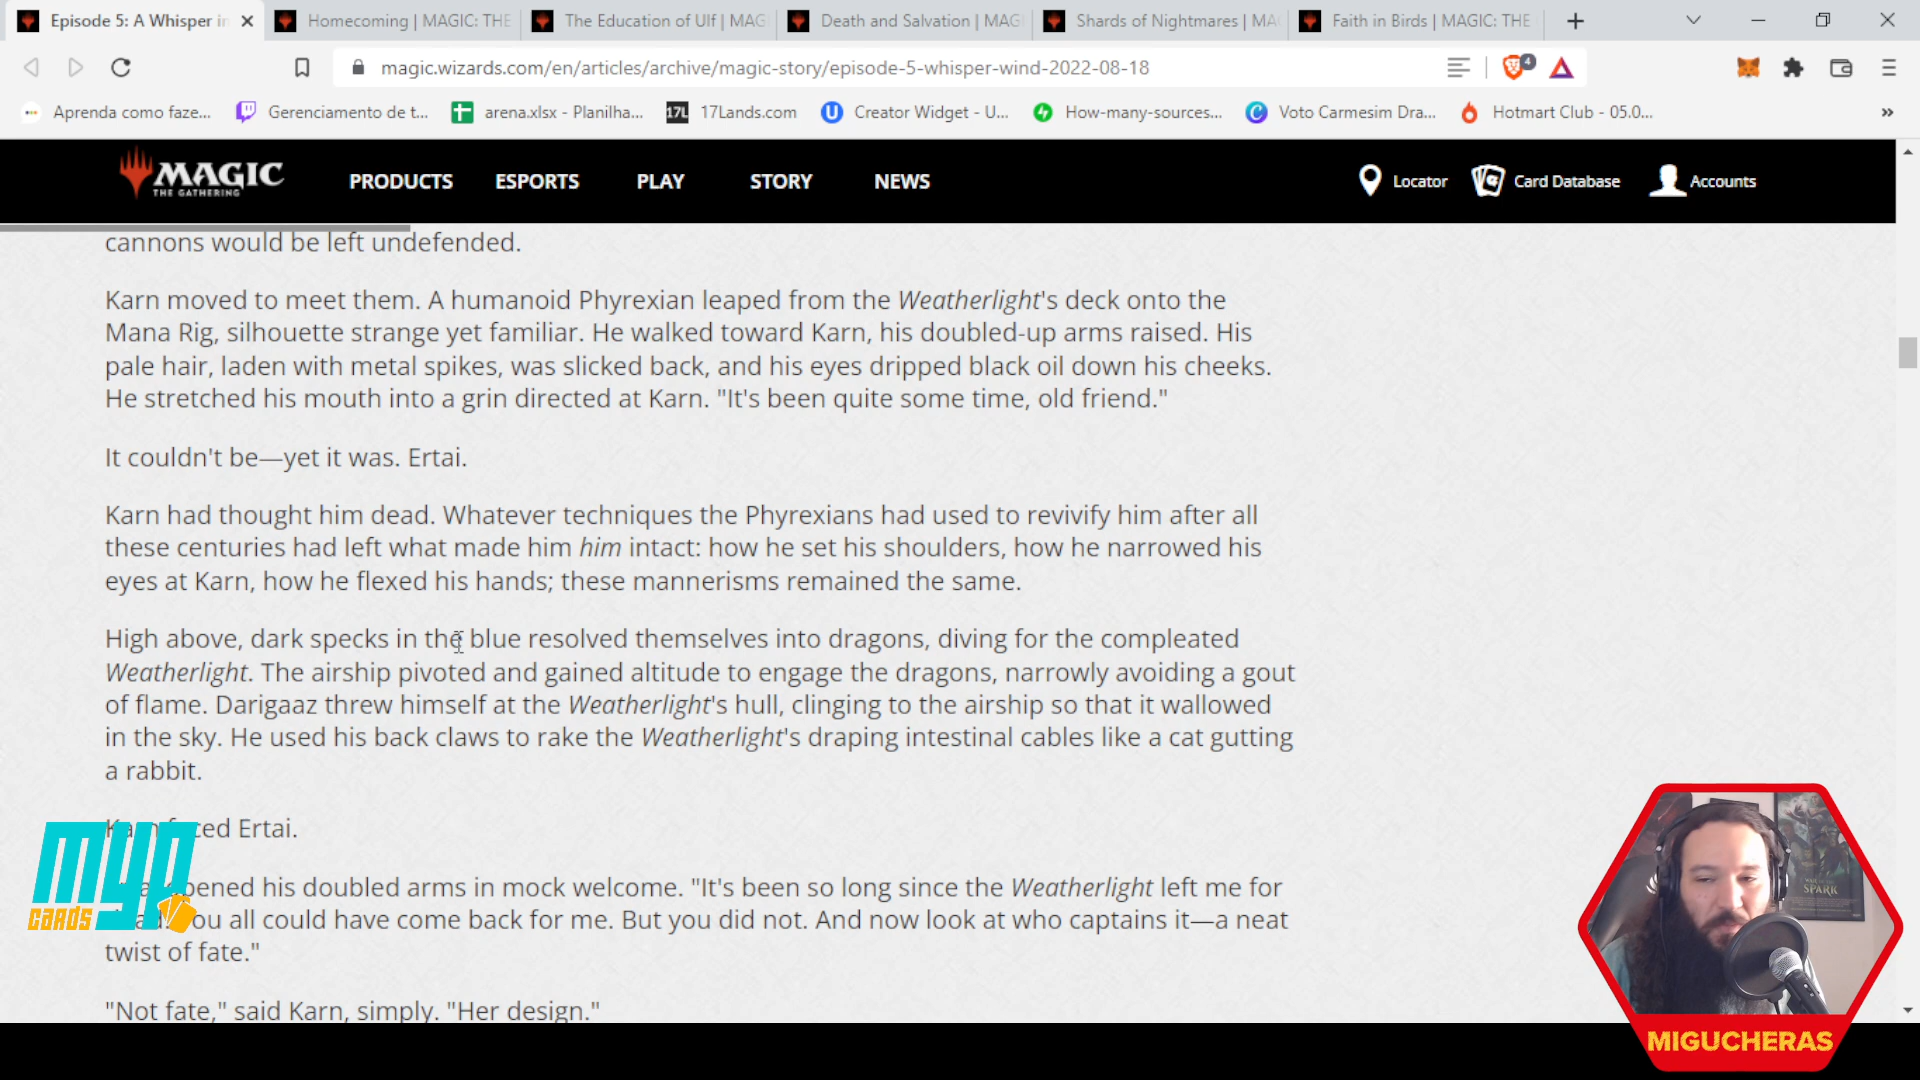 Episode 5: A Whisper in
Homecoming | MAGIC: THE
The Education of Ulf | MAG
Death and Salvation | MAG
Shards of Nightmares | MA
Faith in Birds | MAGIC: THE
magic.wizards.com/en/articles/archive/magic-story/episode-5-whisper-wind-2022-08-18
4
Aprenda como faze...
Gerenciamento de t...
arena.xlsx - Planilha...
17L
17Lands.com
Creator Widget - U...
How-many-sources...
Voto Carmesim Dra...
Hotmart Club - 05.0...
MAGIC
THE GATHERING
PRODUCTS
ESPORTS
PLAY
STORY
NEWS
Locator
Card Database
Accounts
cannons would be left undefended.
Karn moved to meet them. A humanoid Phyrexian leaped from the Weatherlight's deck onto the
Mana Rig, silhouette strange yet familiar. He walked toward Karn, his doubled-up arms raised. His
pale hair, laden with metal spikes, was slicked back, and his eyes dripped black oil down his cheeks.
He stretched his mouth into a grin directed at Karn. "It's been quite some time, old friend."
It couldn't be—yet it was. Ertai.
Karn had thought him dead. Whatever techniques the Phyrexians had used to revivify him after all
these centuries had left what made him him intact: how he set his shoulders, how he narrowed his
eyes at Karn, how he flexed his hands; these mannerisms remained the same.
High above, dark specks in the blue resolved themselves into dragons, diving for the compleated
Weatherlight. The airship pivoted and gained altitude to engage the dragons, narrowly avoiding a gout
of flame. Darigaaz threw himself at the Weatherlight's hull, clinging to the airship so that it wallowed
in the sky. He used his back claws to rake the Weatherlight's draping intestinal cables like a cat gutting
a rabbit.
Ertai.
his doubled arms in mock welcome. "It's been so long since the Weatherlight left me for
all could have come back for me. But you did not. And now look at who captains it—a neat
twist of fate."
"Not fate," said Karn, simply. "Her design."
myp
CARDS
SPARK
MIGUCHERAS